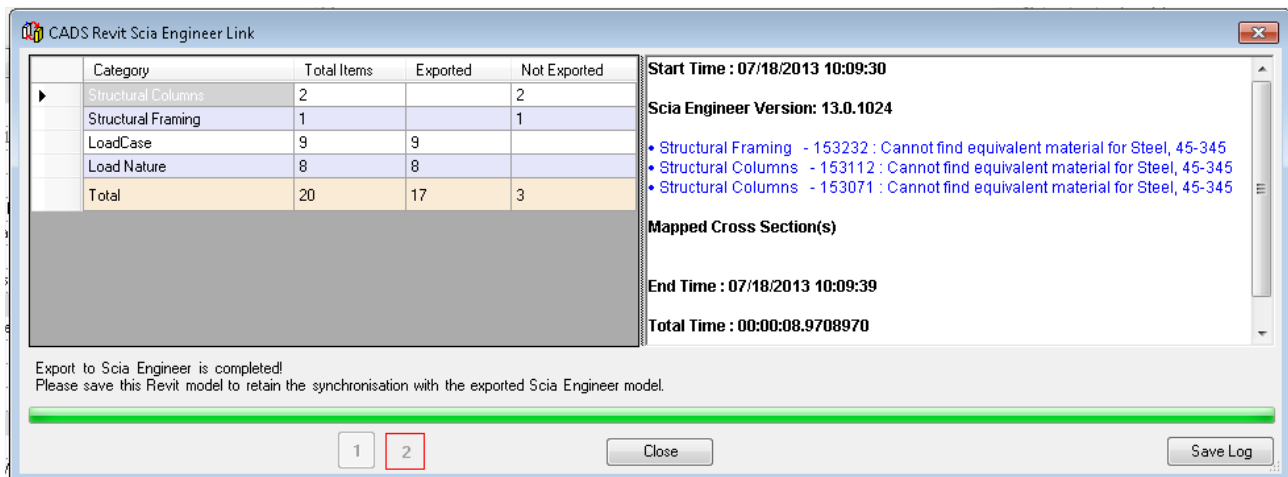 CADS Revit Scia Engineer Link
Category Total Items Exported Not Exported
Structural Columns 2 2
Structural Framing 1 1
LoadCase 9 9
Load Nature 8 8
Total 20 17 3
Start Time : 07/18/2013 10:09:30
Scia Engineer Version: 13.0.1024
• Structural Framing - 153232 : Cannot find equivalent material for Steel, 45-345
• Structural Columns - 153112 : Cannot find equivalent material for Steel, 45-345
• Structural Columns - 153071 : Cannot find equivalent material for Steel, 45-345
Mapped Cross Section(s)
End Time : 07/18/2013 10:09:39
Total Time : 00:00:08.9708970
Export to Scia Engineer is completed!
Please save this Revit model to retain the synchronisation with the exported Scia Engineer model.
1 2 Close Save Log